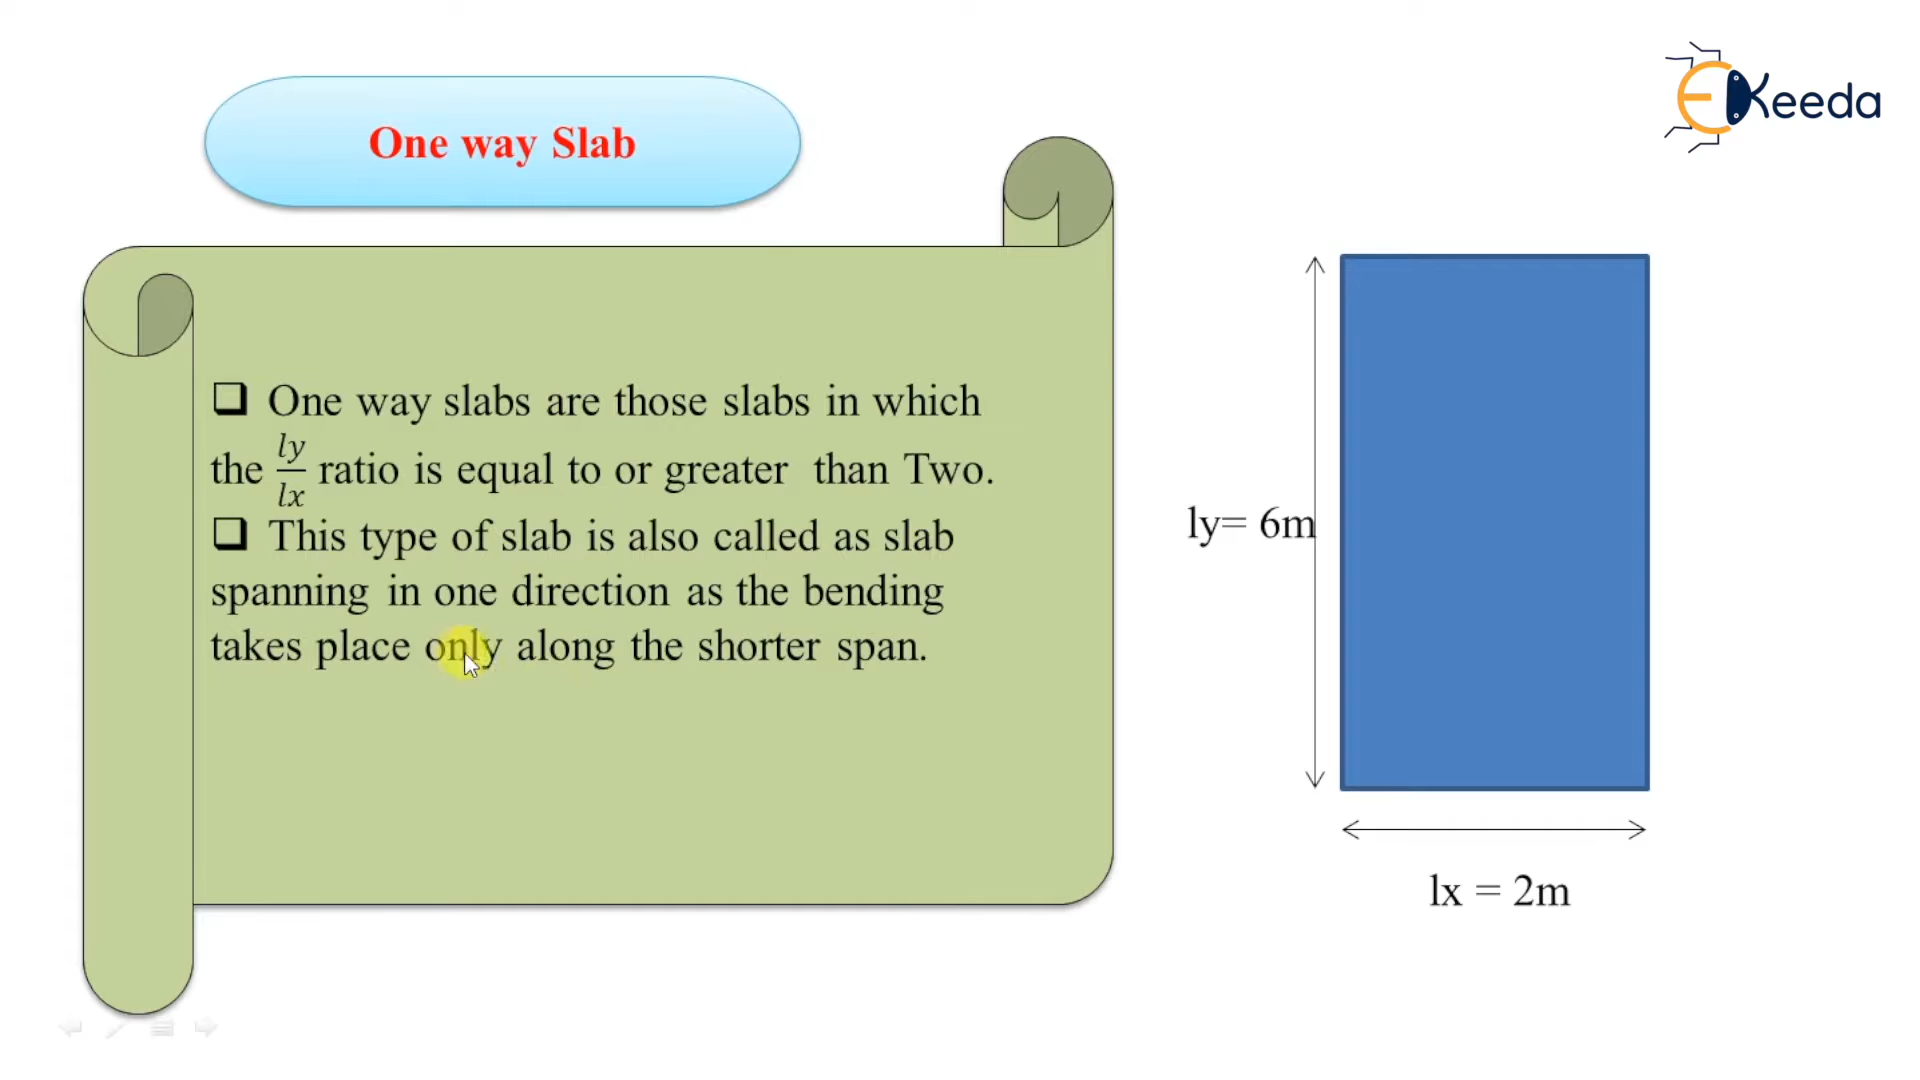 EKeeda
One way Slab
❑ One way slabs are those slabs in which
the ly/lx ratio is equal to or greater than Two.
❑ This type of slab is also called as slab
spanning in one direction as the bending
takes place only along the shorter span.
ly= 6m
lx = 2m